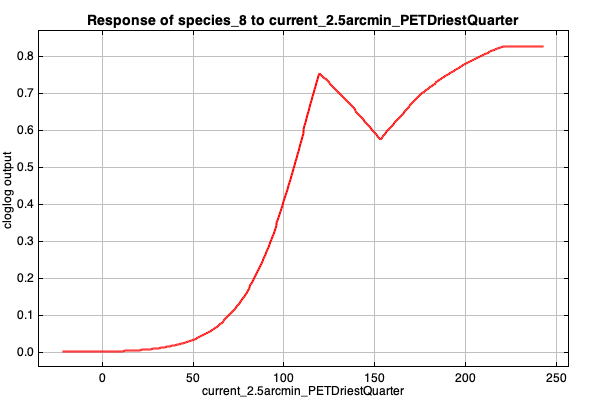 Response of species_8 to current_2.5arcmin_PETDriestQuarter
cloglog output
0.8
0.7
0.6
0.5
0.4
0.3
0.2
0.1
0.0
0 50 100 150 200 250
current_2.5arcmin_PETDriestQuarter